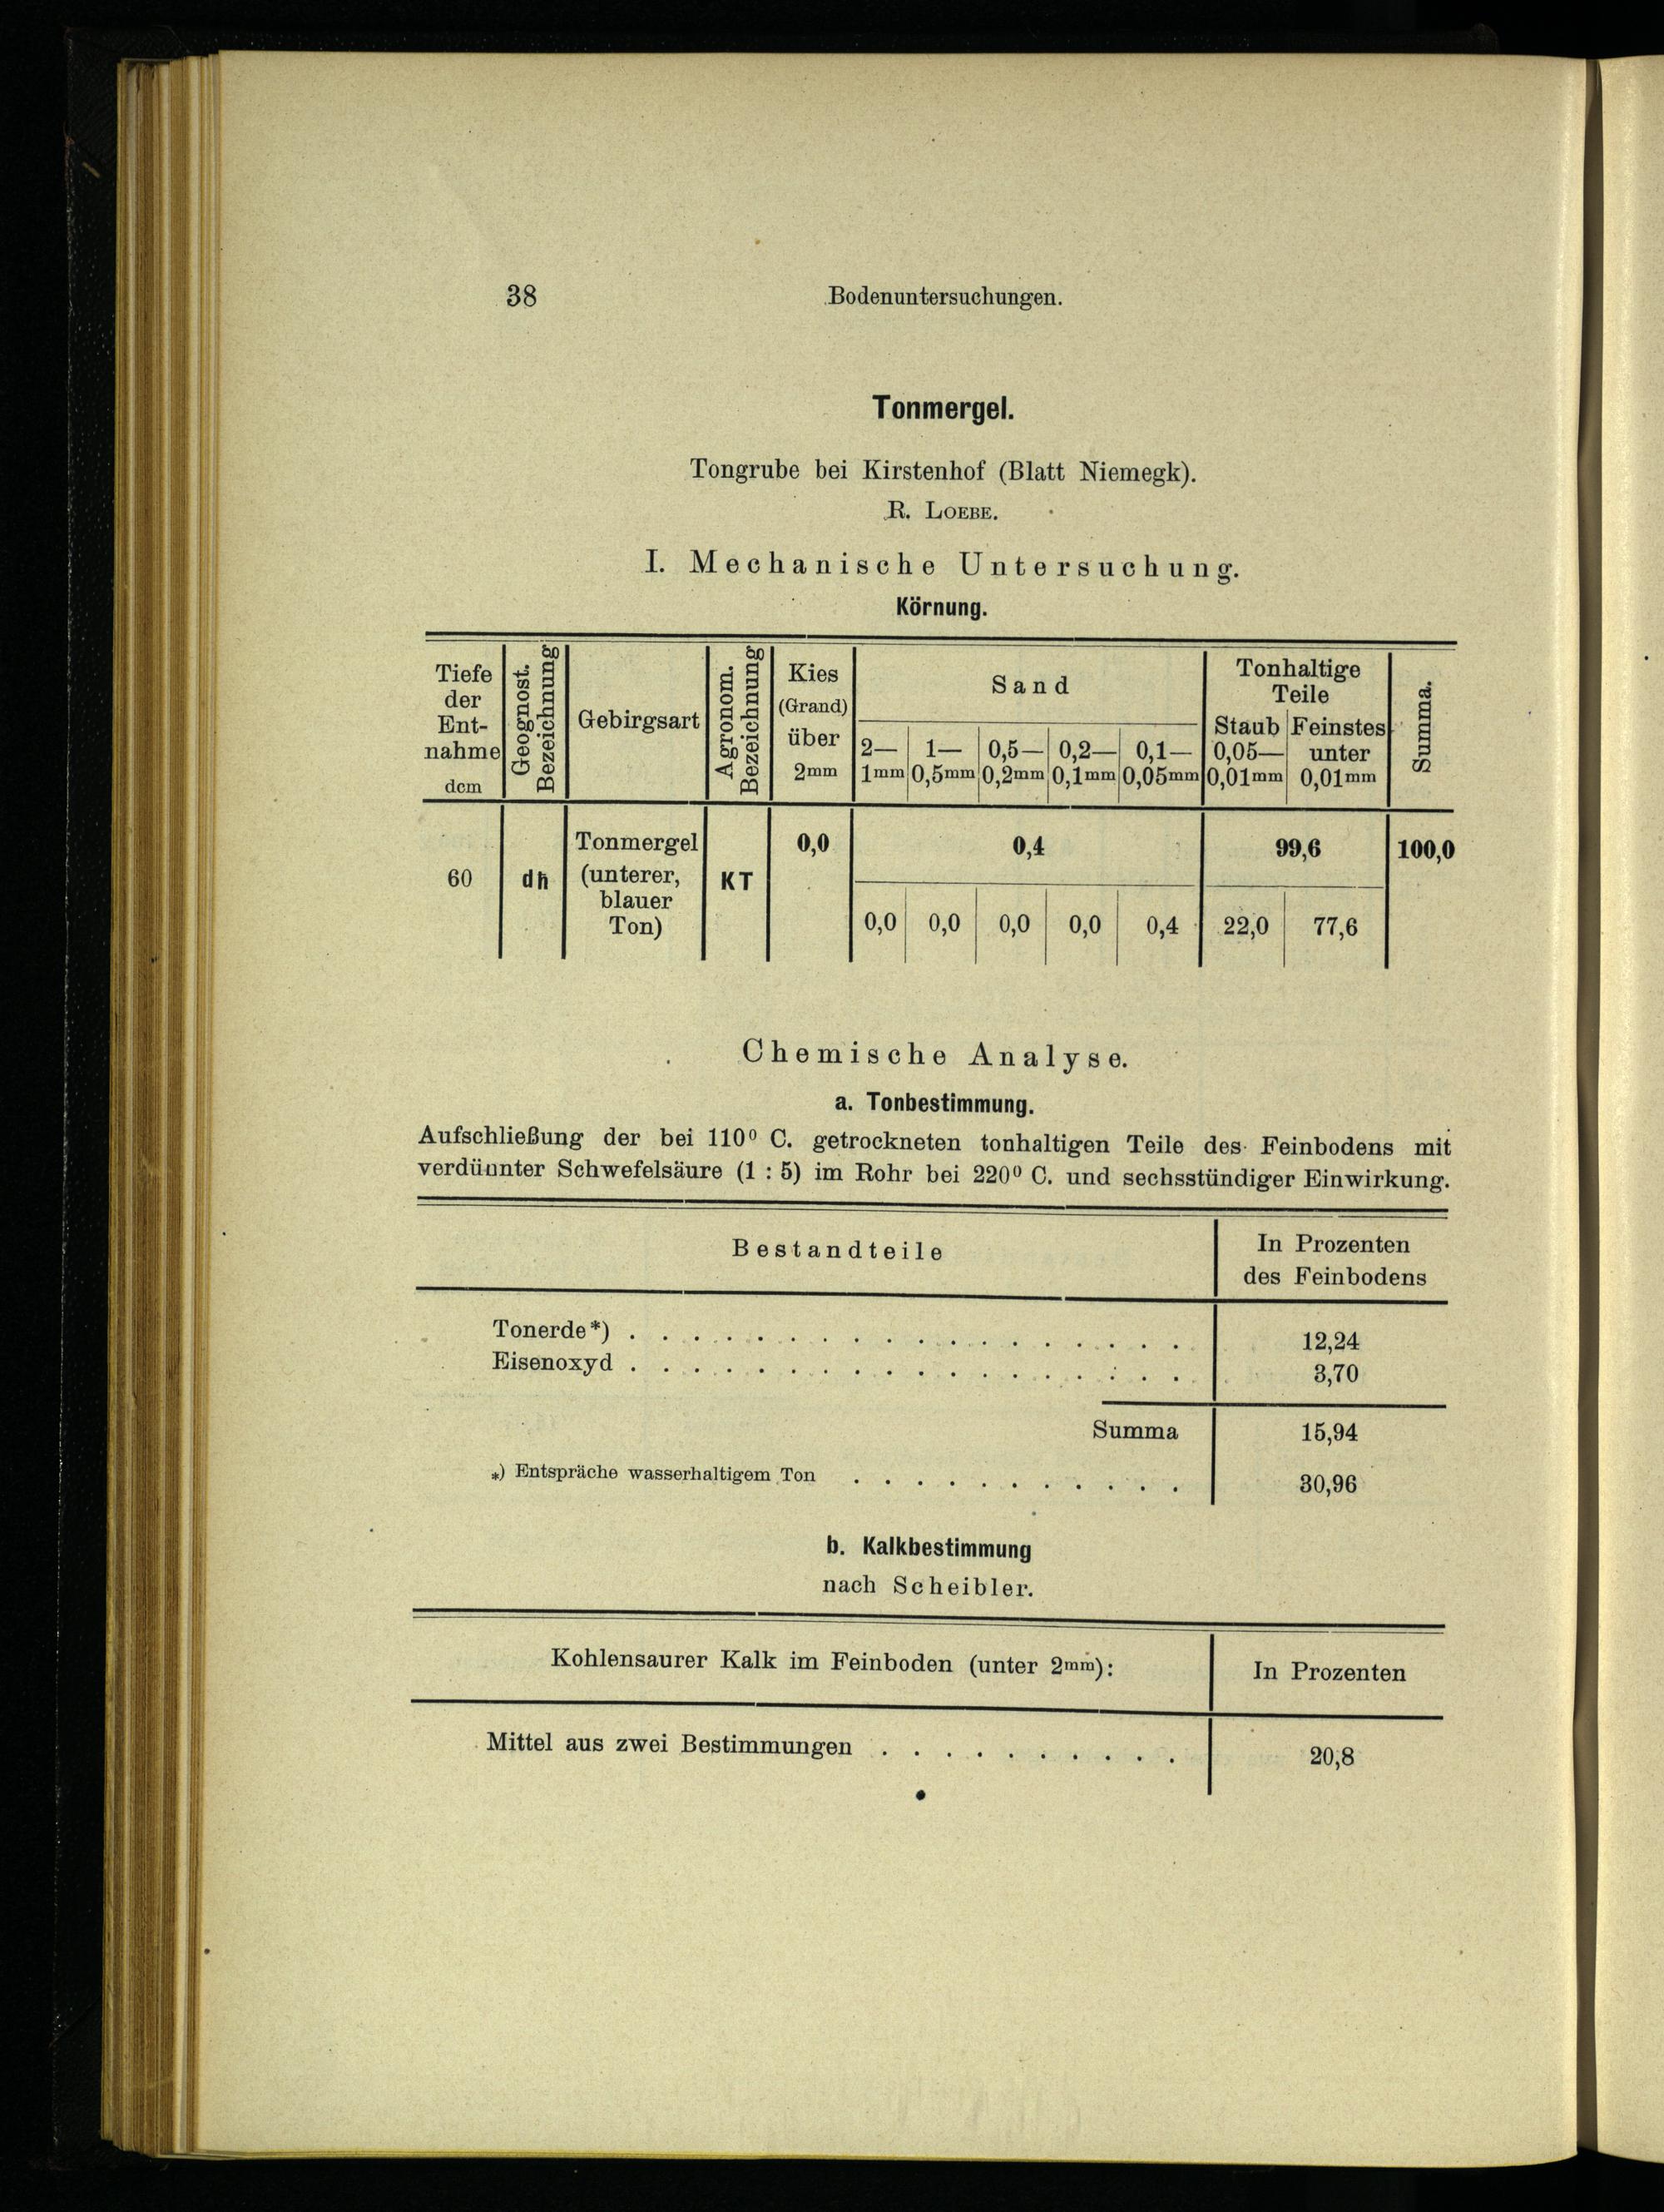 38
Bodenuntersuchungen.
Tonmergel.
Tongrube bei Kirstenhof (Blatt Niemegk).
R. LOEBE.
I. Mechanische Untersuchung.
Körnung.
Tiefe der Ent- nahme dcm
Geognost. Bezeichnung
Gebirgsart
Agronom. Bezeichnung
Kies (Grand) über 2mm
Sand
2— 1mm
1— 0,5mm
0,5— 0,2mm
0,2— 0,1mm
0,1— 0,05mm
Tonhaltige Teile
Staub 0,05— 0,01mm
Feinstes unter 0,01mm
Summa.
60
dh
Tonmergel
(unterer,
blauer
Ton)
KT
0,0
0,4
99,6
100,0
0,0 0,0 0,0 0,0 0,4 22,0 77,6
Chemische Analyse.
a. Tonbestimmung.
Aufschließung der bei 110⁰ C. getrockneten tonhaltigen Teile des Feinbodens mit
verdünnter Schwefelsäure (1 : 5) im Rohr bei 220⁰ C. und sechsstündiger Einwirkung.
Bestandteile
In Prozenten
des Feinbodens
Tonerde*) . . . . . . . . . . . . . . . . . . 12,24
Eisenoxyd . . . . . . . . . . . . . . . . . . 3,70
Summa 15,94
*) Entspräche wasserhaltigem Ton . . . . . . . . . . . 30,96
b. Kalkbestimmung
nach Scheibler.
Kohlensaurer Kalk im Feinboden (unter 2mm):
In Prozenten
Mittel aus zwei Bestimmungen . . . . . . . . . . 20,8